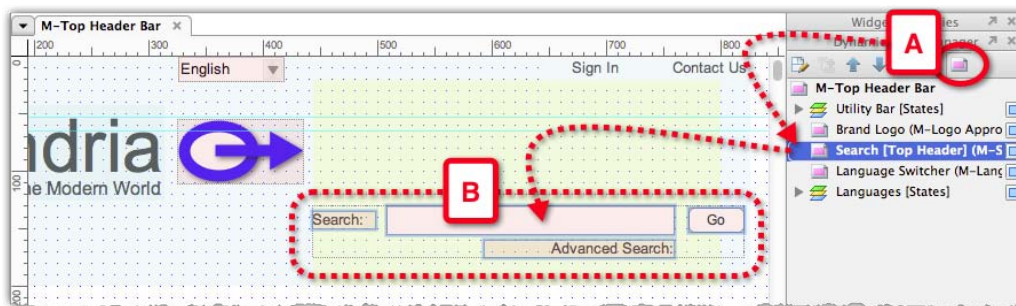 M-Top Header Bar
200 300 400 500 600 700 800
0
English
Sign In
Contact Us
A
M-Top Header Bar
Utility Bar [States]
Brand Logo (M-Logo Appro
Search [Top Header] (M-S
Language Switcher (M-Lang
Languages [States]
ndria
he Modern World
100
B
Search:
Go
Advanced Search:
200